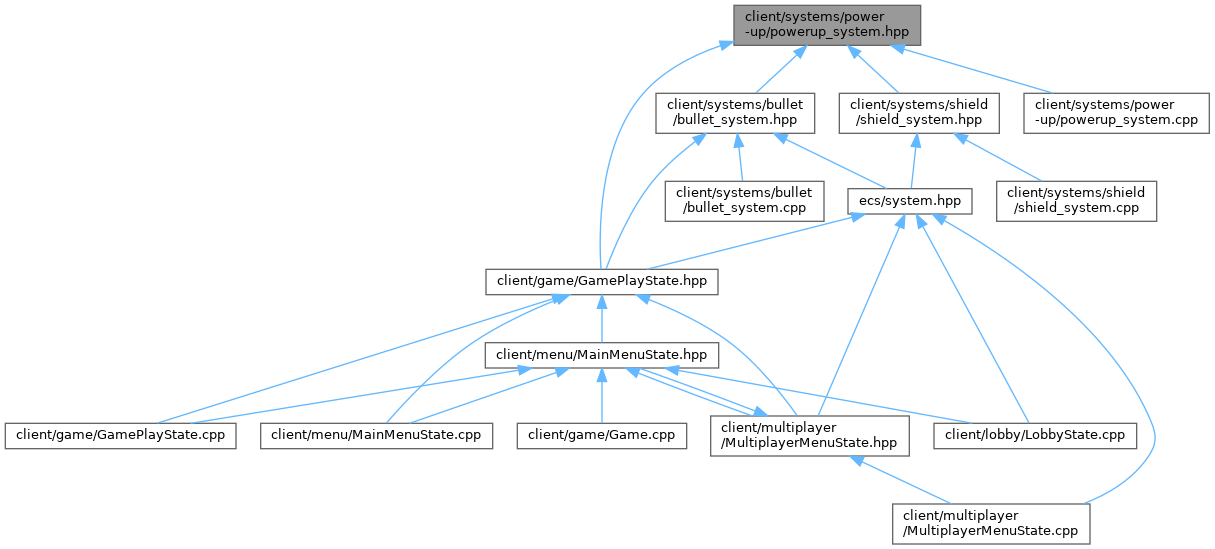 client/systems/power
-up/powerup_system.hpp
client/systems/bullet
/bullet_system.hpp
client/systems/shield
/shield_system.hpp
client/systems/power
-up/powerup_system.cpp
client/systems/bullet
/bullet_system.cpp
ecs/system.hpp
client/systems/shield
/shield_system.cpp
client/game/GamePlayState.hpp
client/menu/MainMenuState.hpp
client/game/GamePlayState.cpp
client/menu/MainMenuState.cpp
client/game/Game.cpp
client/multiplayer
/MultiplayerMenuState.hpp
client/lobby/LobbyState.cpp
client/multiplayer
/MultiplayerMenuState.cpp